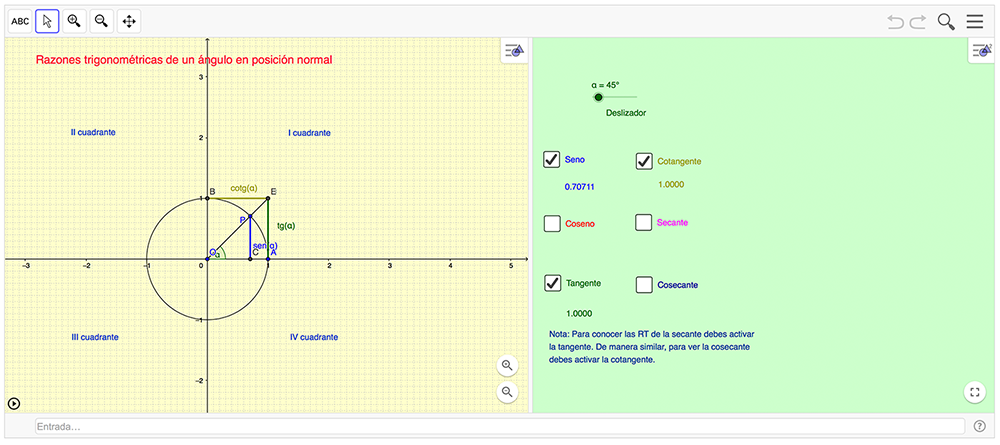 ABC
Razones trigonométricas de un ángulo en posición normal
3
II cuadrante
I cuadrante
2
B
cotg(α)
E
1
P
tg(α)
sen(α)
O
α
C
A
−3
−2
−1
0
1
2
3
4
5
−1
III cuadrante
IV cuadrante
−2
α = 45°
Deslizador
Seno
Cotangente
0.70711
1.0000
Coseno
Secante
Tangente
Cosecante
1.0000
Nota: Para conocer las RT de la secante debes activar
la tangente. De manera similar, para ver la cosecante
debes activar la cotangente.
Entrada...
?